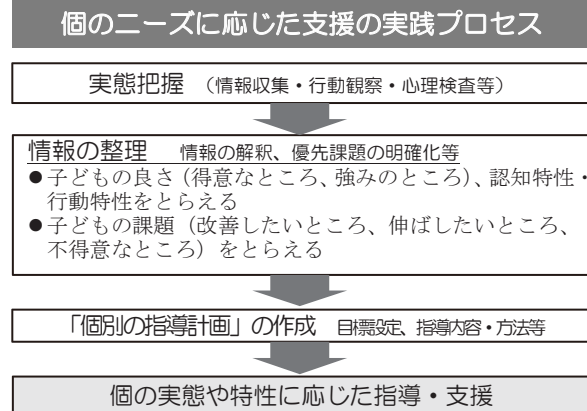 個のニーズに応じた支援の実践プロセス
実態把握 （情報収集・行動観察・心理検査等）
情報の整理 情報の解釈、優先課題の明確化等
●子どもの良さ（得意なところ、強みのところ）、認知特性・
行動特性をとらえる
●子どもの課題（改善したいところ、伸ばしたいところ、
不得意なところ）をとらえる
「個別の指導計画」の作成 目標設定、指導内容・方法等
個の実態や特性に応じた指導・支援